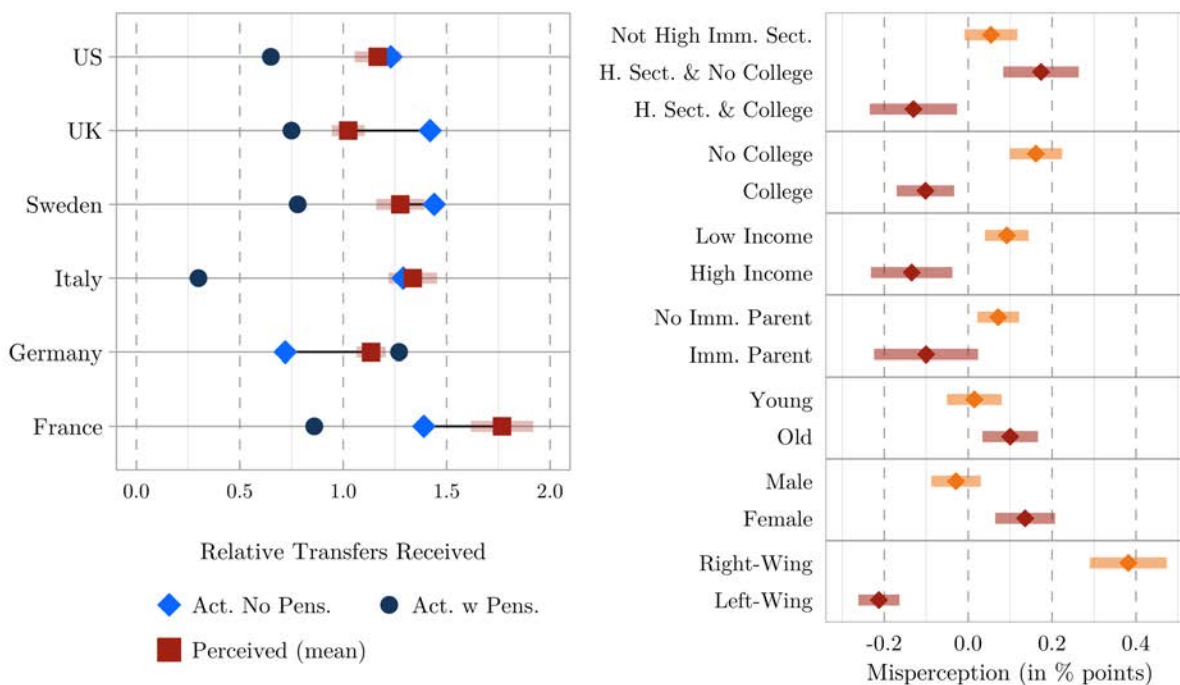 US
UK
Sweden
Italy
Germany
France
0.0 0.5 1.0 1.5 2.0
Relative Transfers Received
Act. No Pens. Act. w Pens.
Perceived (mean)
Not High Imm. Sect.
H. Sect. & No College
H. Sect. & College
No College
College
Low Income
High Income
No Imm. Parent
Imm. Parent
Young
Old
Male
Female
Right-Wing
Left-Wing
-0.2 0.0 0.2 0.4
Misperception (in % points)